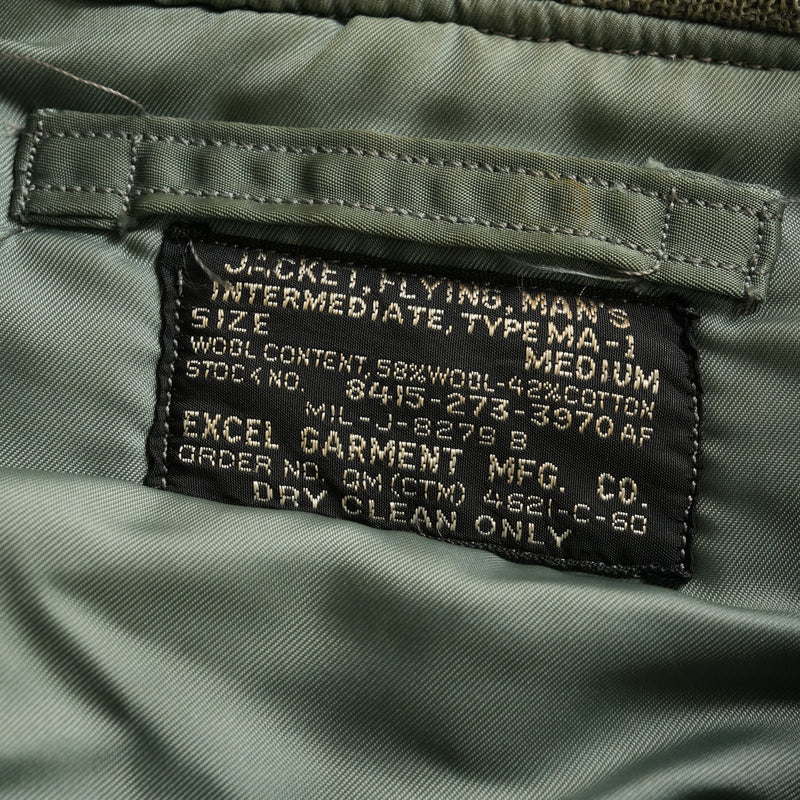 JACKET, FLYING, MAN'S
INTERMEDIATE, TYPE MA-1
SIZE MEDIUM
WOOL CONTENT, 58% WOOL-42% COTTON
STOCK NO. 8415-273-3970 AF
MIL-J-8279 B
EXCEL GARMENT MFG. CO.
ORDER NO. QM (CTM) 4621-C-60
DRY CLEAN ONLY